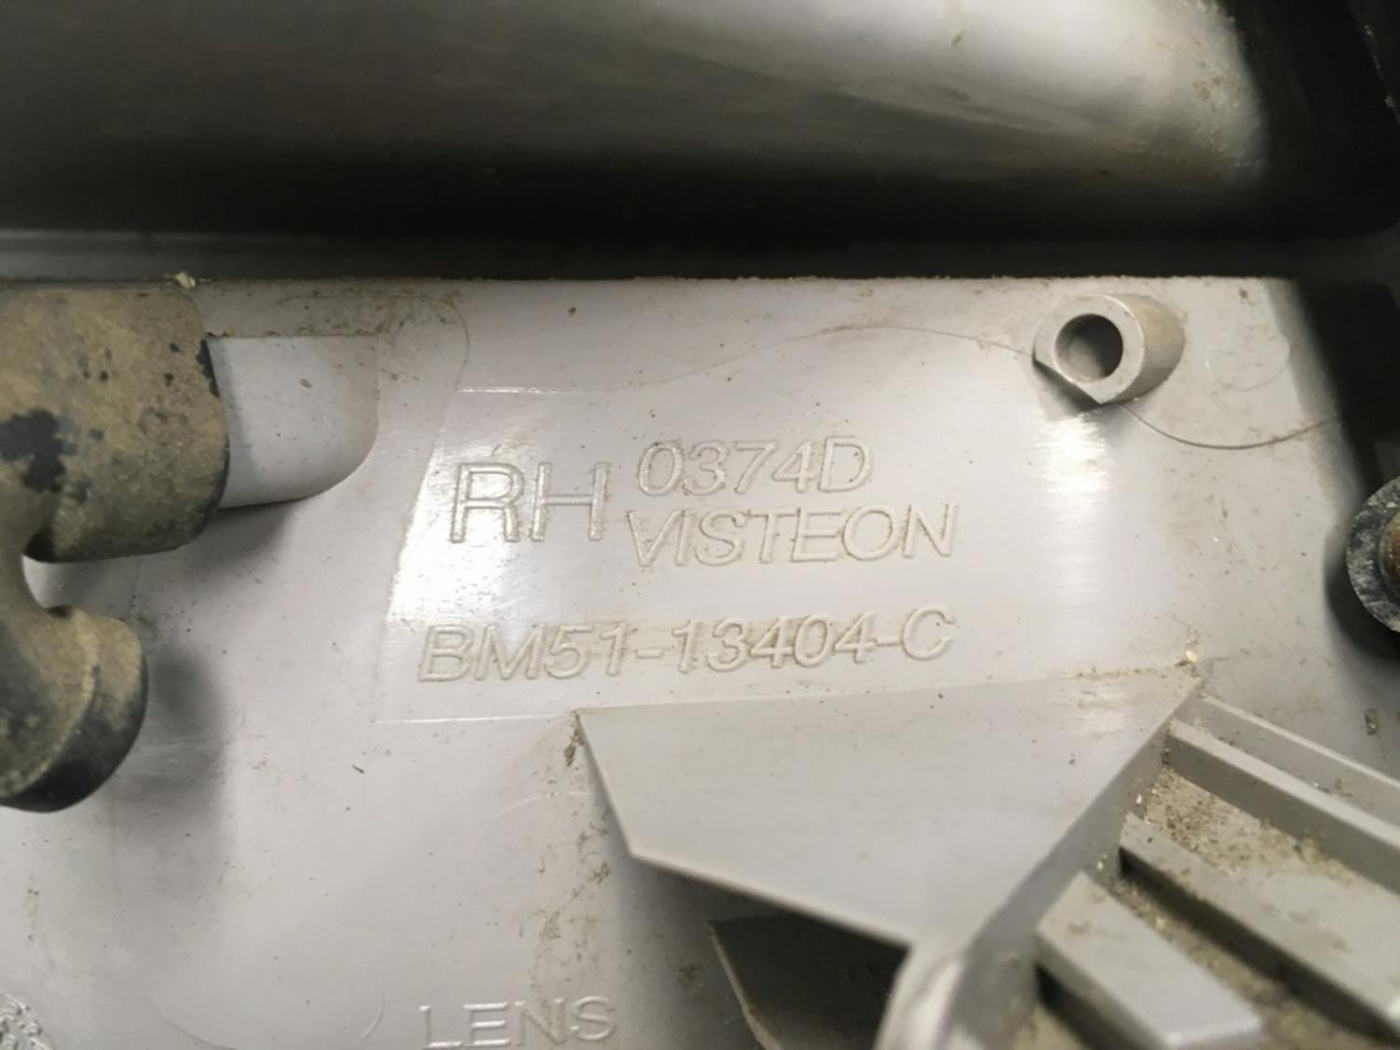 RH 0374D
VISTEON
BM51-13404-C
LENS